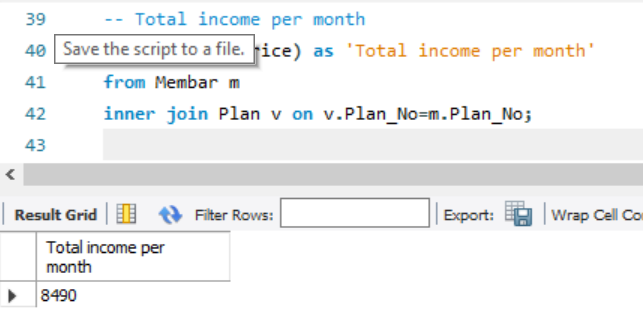 39 -- Total income per month
40 Save the script to a file. rice) as 'Total income per month'
41 from Membar m
42 inner join Plan v on v.Plan_No=m.Plan_No;
43
Result Grid Filter Rows: Export: Wrap Cell Co
Total income per
month
8490